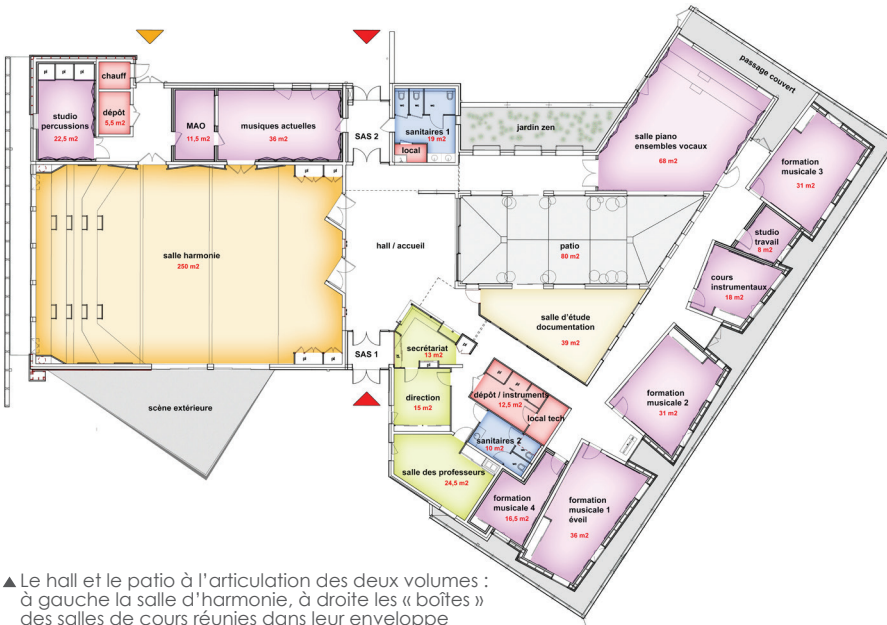 passage couvert
chauff
studio
percussions
22,5 m2
dépôt
5,5 m2
MAO
11,5 m2
musiques actuelles
36 m2
SAS 2
sanitaires 1
19 m2
local
jardin zen
salle piano
ensembles vocaux
68 m2
formation
musicale 3
31 m2
studio
travail
8 m2
cours
instrumentaux
18 m2
salle harmonie
250 m2
hall / accueil
patio
80 m2
salle d'étude
documentation
39 m2
SAS 1
secrétariat
13 m2
direction
15 m2
dépôt / instruments
12,5 m2
local tech
sanitaires 2
10 m2
formation
musicale 2
31 m2
scène extérieure
salle des professeurs
24,5 m2
formation
musicale 4
16,5 m2
formation
musicale 1
éveil
36 m2
▲ Le hall et le patio à l'articulation des deux volumes :
à gauche la salle d'harmonie, à droite les « boîtes »
des salles de cours réunies dans leur enveloppe